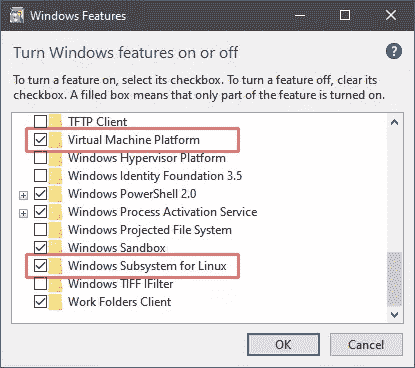 Windows Features
Turn Windows features on or off
To turn a feature on, select its checkbox. To turn a feature off, clear its
checkbox. A filled box means that only part of the feature is turned on.
TFTP Client
Virtual Machine Platform
Windows Hypervisor Platform
Windows Identity Foundation 3.5
Windows PowerShell 2.0
Windows Process Activation Service
Windows Projected File System
Windows Sandbox
Windows Subsystem for Linux
Windows TIFF IFilter
Work Folders Client
OK Cancel